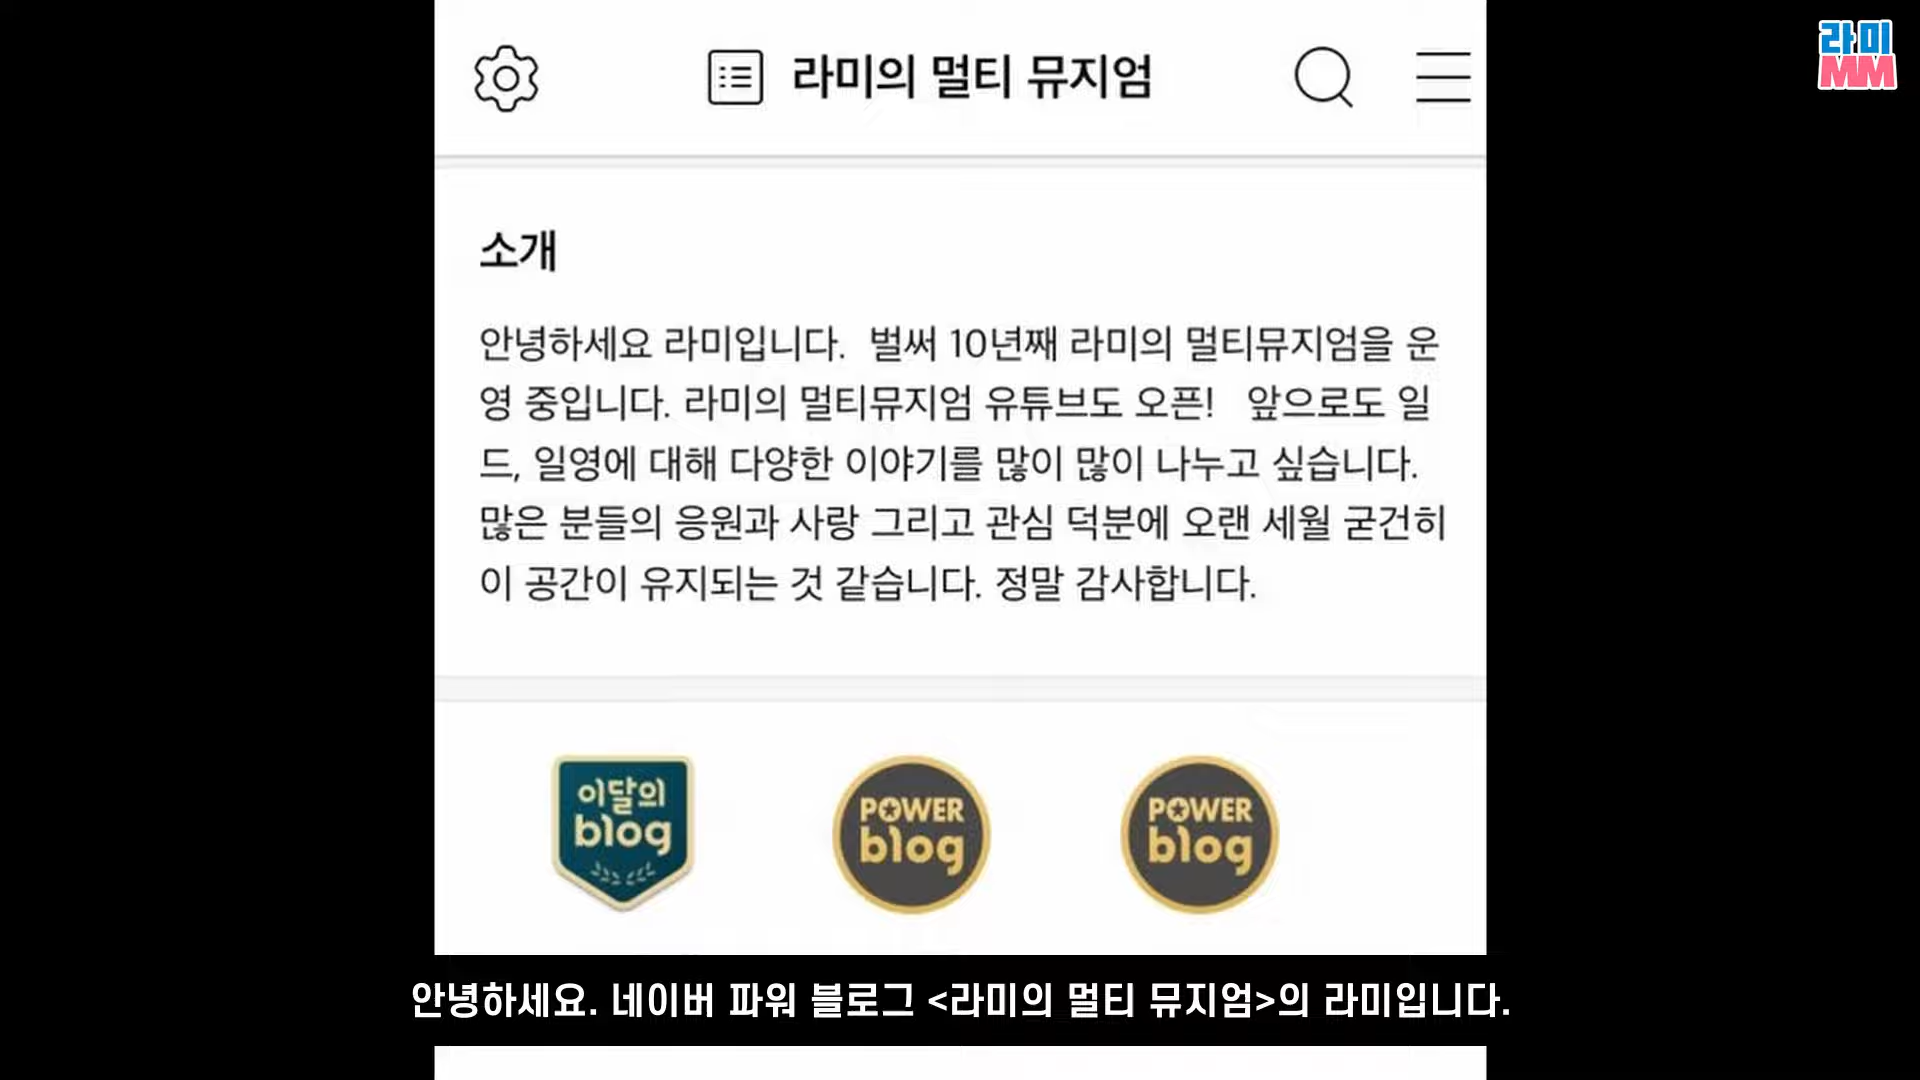 라미의 멀티 뮤지엄
라미
MM
소개
안녕하세요 라미입니다. 벌써 10년째 라미의 멀티뮤지엄을 운
영 중입니다. 라미의 멀티뮤지엄 유튜브도 오픈! 앞으로도 일
드, 일영에 대해 다양한 이야기를 많이 많이 나누고 싶습니다.
많은 분들의 응원과 사랑 그리고 관심 덕분에 오랜 세월 굳건히
이 공간이 유지되는 것 같습니다. 정말 감사합니다.
이달의
blog
POWER
blog
POWER
blog
안녕하세요. 네이버 파워 블로그 <라미의 멀티 뮤지엄>의 라미입니다.